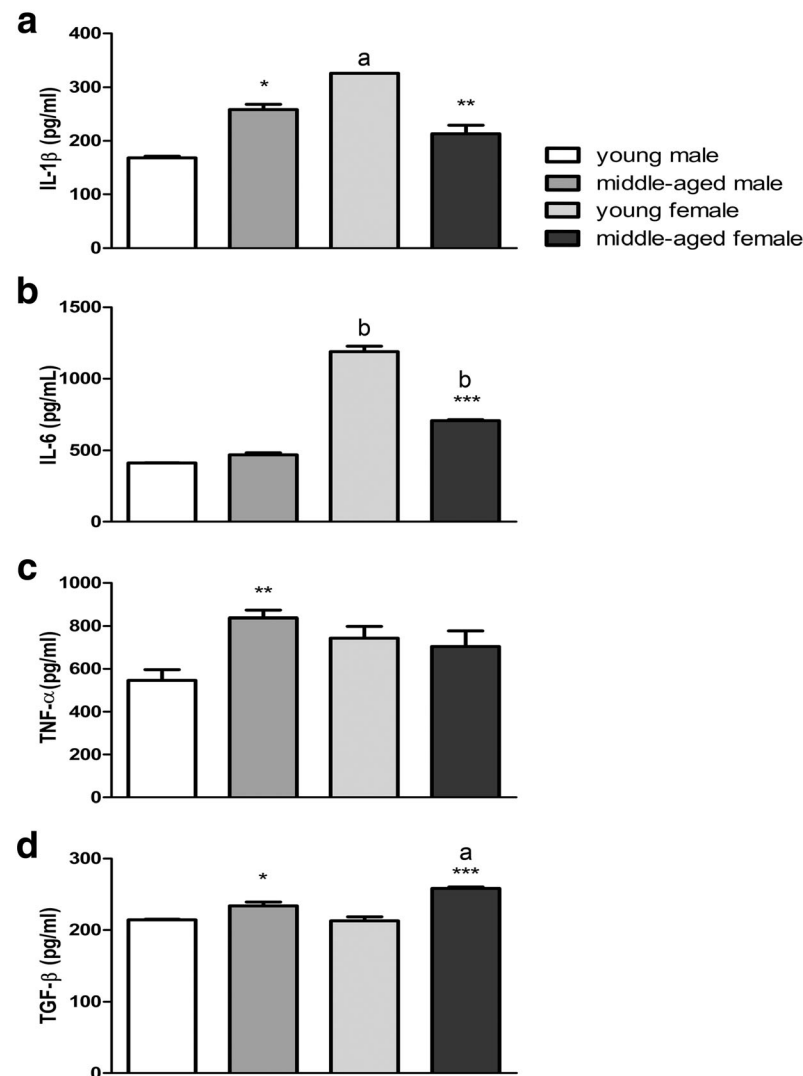 a
400
300
200
100
0
IL-1β (pg/ml)
*
a
**
young male
middle-aged male
young female
middle-aged female
b
1500
1000
500
0
IL-6 (pg/mL)
b
b
***
c
1000
800
600
400
200
0
TNF-α(pg/ml)
**
d
300
200
100
0
TGF-β (pg/ml)
*
a
***